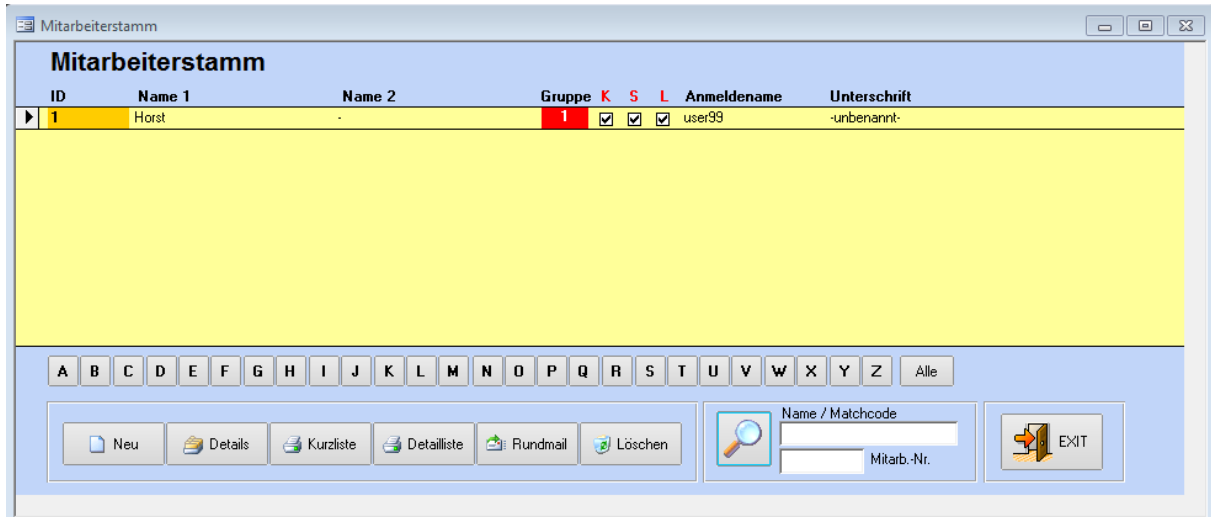 Mitarbeiterstamm
Mitarbeiterstamm
ID Name 1 Name 2 Gruppe K S L Anmeldename Unterschrift
1 Horst - 1 user99 -unbenannt-
A B C D E F G H I J K L M N O P Q R S T U V W X Y Z Alle
Name / Matchcode
Neu Details Kurzliste Detailliste Rundmail Löschen EXIT
Mitarb.-Nr.